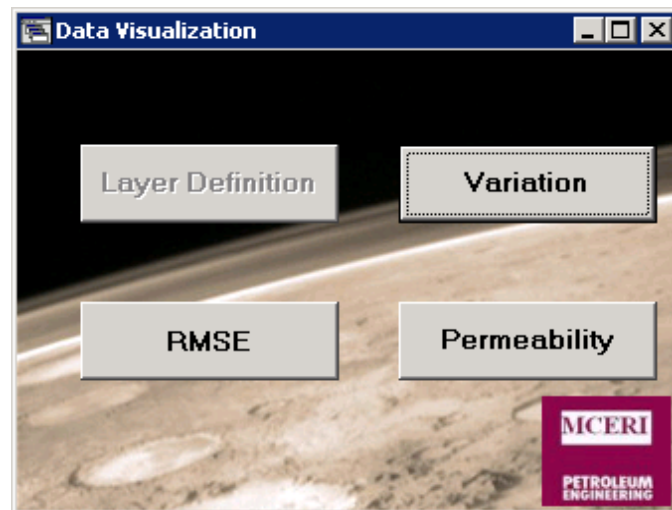 Data Visualization
Layer Definition
Variation
RMSE
Permeability
MCERI
PETROLEUM
ENGINEERING